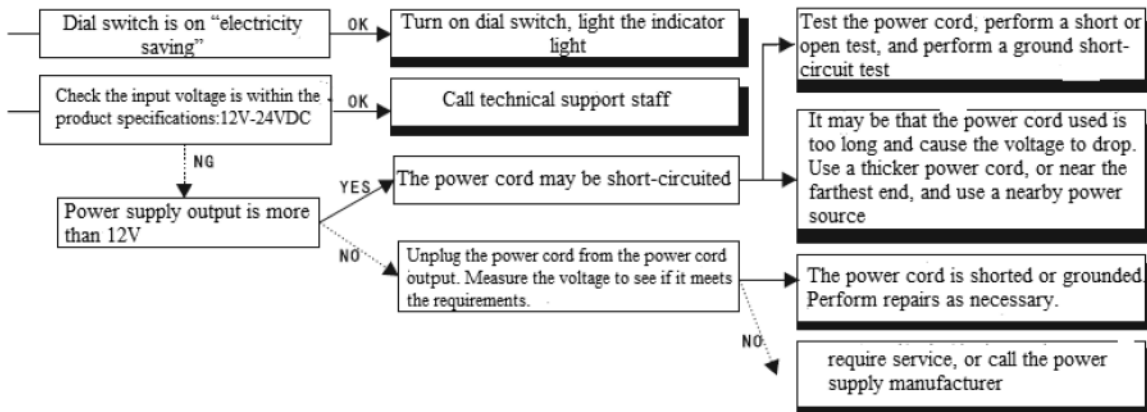 Dial switch is on “electricity
saving”
OK
Turn on dial switch, light the indicator
light
Test the power cord, perform a short or
open test, and perform a ground short-
circuit test
Check the input voltage is within the
product specifications:12V-24VDC
OK
Call technical support staff
It may be that the power cord used is
too long and cause the voltage to drop.
Use a thicker power cord, or near the
farthest end, and use a nearby power
source
NG
YES
The power cord may be short-circuited
Power supply output is more
than 12V
NO
Unplug the power cord from the power cord
output. Measure the voltage to see if it meets
the requirements.
The power cord is shorted or grounded.
Perform repairs as necessary.
NO
require service, or call the power
supply manufacturer